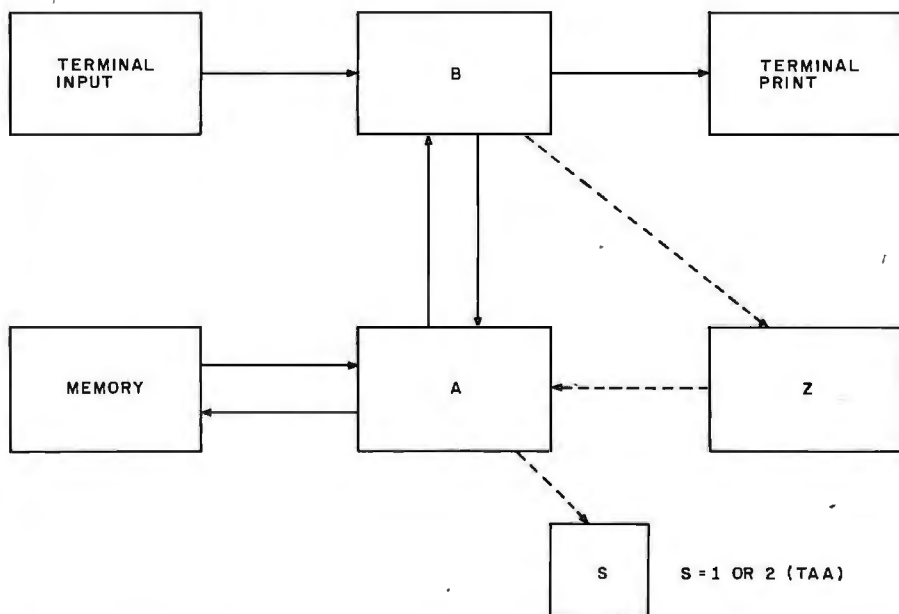 TERMINAL
INPUT
B
TERMINAL
PRINT
MEMORY
A
Z
S
S = 1 OR 2 (TAA)